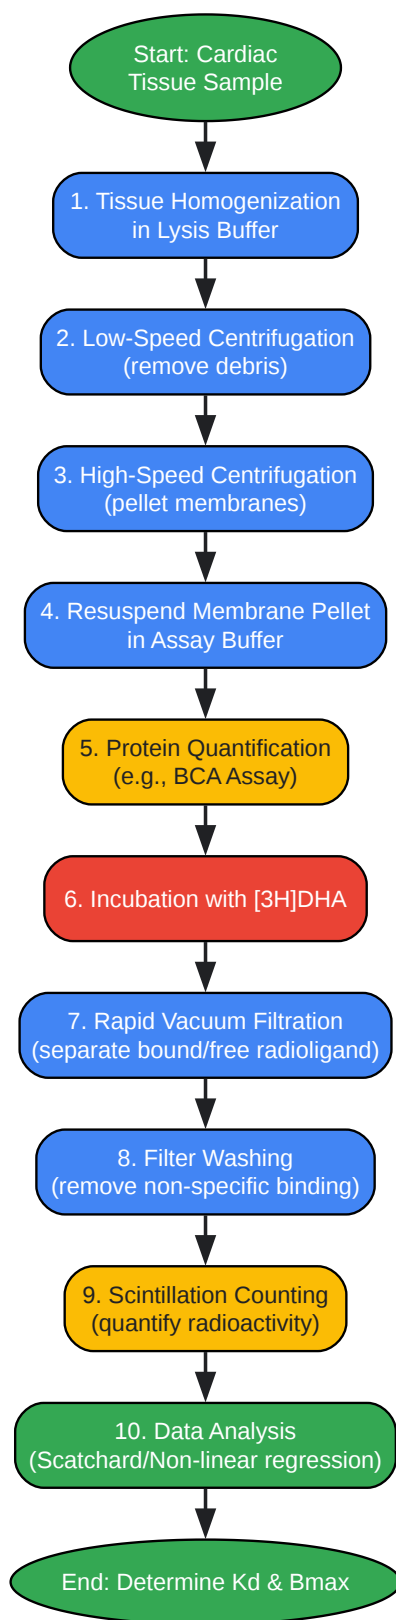 Start: Cardiac
Tissue Sample
1. Tissue Homogenization
in Lysis Buffer
2. Low-Speed Centrifugation
(remove debris)
3. High-Speed Centrifugation
(pellet membranes)
4. Resuspend Membrane Pellet
in Assay Buffer
5. Protein Quantification
(e.g., BCA Assay)
6. Incubation with [3H]DHA
7. Rapid Vacuum Filtration
(separate bound/free radioligand)
8. Filter Washing
(remove non-specific binding)
9. Scintillation Counting
(quantify radioactivity)
10. Data Analysis
(Scatchard/Non-linear regression)
End: Determine Kd & Bmax